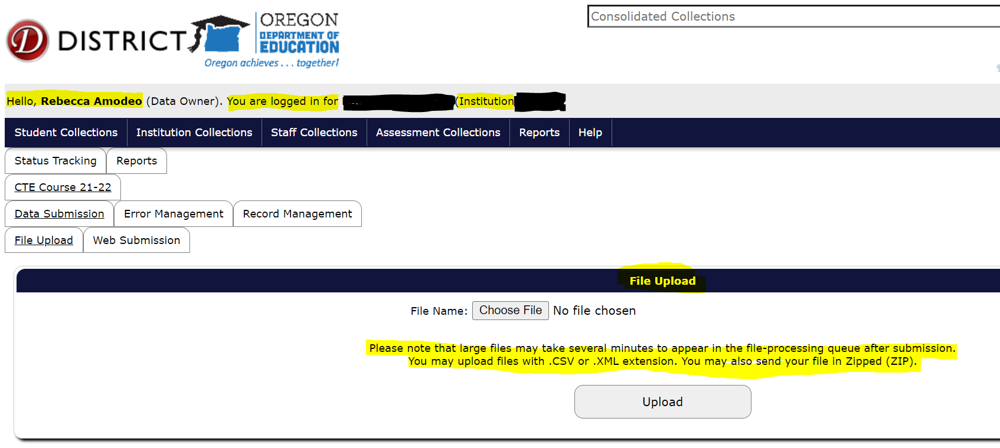 D DISTRICT
OREGON
DEPARTMENT OF
EDUCATION
Oregon achieves . . . together!
Consolidated Collections
Hello, Rebecca Amodeo (Data Owner). You are logged in for (Institution
Student Collections Institution Collections Staff Collections Assessment Collections Reports Help
Status Tracking Reports
CTE Course 21-22
Data Submission Error Management Record Management
File Upload Web Submission
File Upload
File Name: Choose File No file chosen
Please note that large files may take several minutes to appear in the file-processing queue after submission.
You may upload files with .CSV or .XML extension. You may also send your file in Zipped (ZIP).
Upload